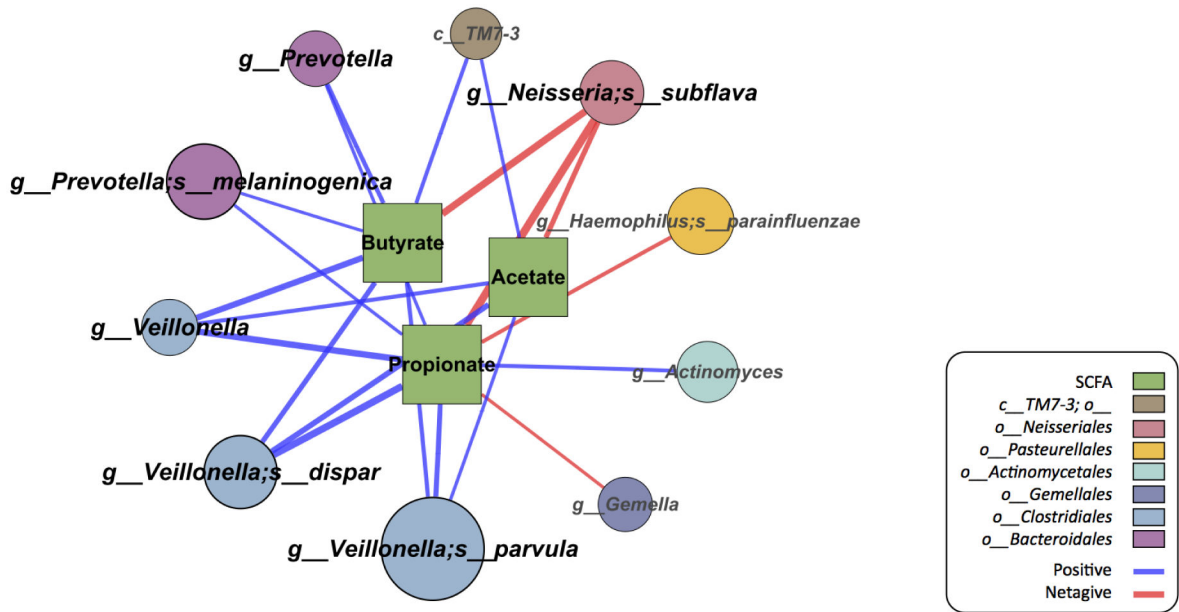 c__TM7-3
g__Prevotella
g__Neisseria;s__subflava
g__Prevotella;s__melaninogenica
g__Haemophilus;s__parainfluenzae
Butyrate
Acetate
g__Veillonella
Propionate
g__Actinomyces
g__Veillonella;s__dispar
g__Gemella
g__Veillonella;s__parvula
SCFA
c__TM7-3; o__
o__Neisseriales
o__Pasteurellales
o__Actinomycetales
o__Gemellales
o__Clostridiales
o__Bacteroidales
Positive
Netagive